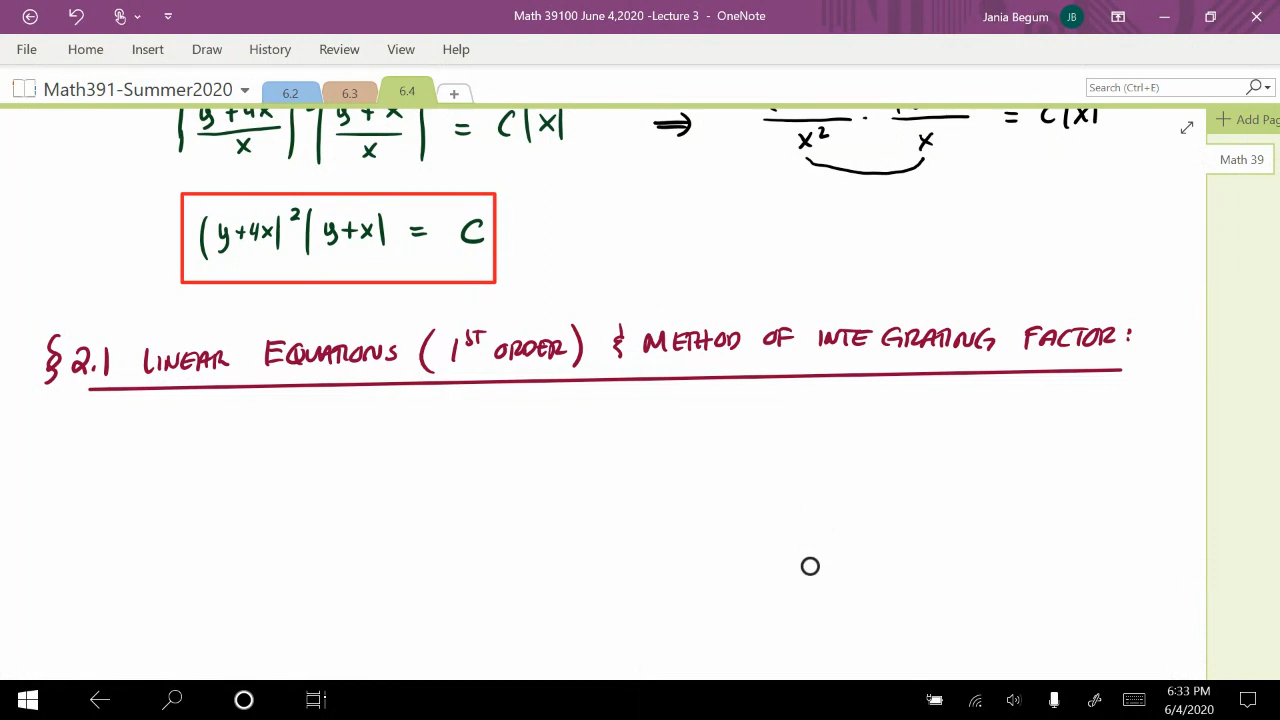 Math 39100 June 4,2020 -Lecture 3 - OneNote
Jania Begum JB
File Home Insert Draw History Review View Help
Math391-Summer2020 6.2 6.3 6.4
Search (Ctrl+E)
Add Pag
Math 39
|y+4x/x|² |y+x/x| = C|x| ⇒ x² · x = C|x|
|y+4x|² |y+x| = C
§ 2.1 LINEAR EQUATIONS (1ST ORDER) & METHOD OF INTEGRATING FACTOR:
6:33 PM
6/4/2020